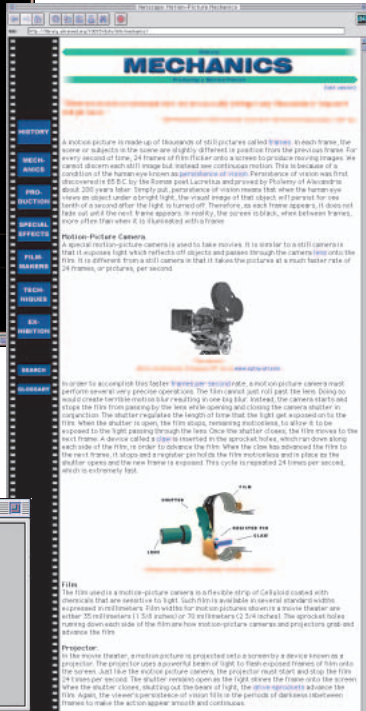 Netscape: Motion-Picture Mechanics
MECHANICS
HISTORY
MECH-
ANICS
PRO-
DUCTION
SPECIAL
EFFECTS
FILM-
MAKERS
TECH-
NIQUES
EX-
HIBITION
SEARCH
GLOSSARY
A motion picture is made up of thousands of still pictures called frames. In each frame, the
scene or subjects in the scene are slightly different in position from the previous frame. For
every second of time, 24 frames of film flicker onto a screen to produce moving images. We
cannot discern each still image but instead see continuous motion. This is because of a
condition of the human eye known as persistence of vision. Persistence of vision was first
discovered in 65 B.C. by the Roman poet Lucretius and proved by Ptolemy of Alexandria
about 200 years later. Simply put, persistence of vision means that when the human eye
views an object under a bright light, the visual image of that object will persist for one
tenth of a second after the light is turned off. Therefore, as each frame appears, it does not
fade out until the next frame appears. In reality, the screen is black, when between frames,
more often than when it is illuminated with a frame.
Motion-Picture Camera
A special motion-picture camera is used to take movies. It is similar to a still camera in
that it exposes light which reflects off objects and passes through the camera lens onto the
film. It is different from a still camera in that it takes the pictures at a much faster rate of
24 frames, or pictures, per second.
In order to accomplish this faster frames per second rate, a motion picture camera must
perform several very precise operations. The film cannot just roll past the lens. Doing so
would create terrible motion blur resulting in one big blur. Instead, the camera starts and
stops the film from passing by the lens while opening and closing the camera shutter in
conjunction. The shutter regulates the length of time that the light get exposed on to the
film. When the shutter is open, the film stops, remaining motionless, to allow it to be
exposed to the light passing through the lens. Once the shutter closes, the film moves to the
next frame. A device called a claw is inserted in the sprocket holes, which run down along
each side of the film, in order to advance the film. When the claw has advanced the film to
the next frame, it stops and a register pin holds the film motionless and in place as the
shutter opens and the new frame is exposed. This cycle is repeated 24 times per second,
which is extremely fast.
SHUTTER
FILM
REGISTER PIN
CLAW
LENS
Film
The film used in a motion-picture camera is a flexible strip of Celluloid coated with
chemicals that are sensitive to light. Such film is available in several standard widths
expressed in millimeters. Film widths for motion pictures shown in a movie theater are
either 35 millimeters (1 3/8 inches) or 70 millimeters (2 3/4 inches). The sprocket holes
running down each side of the film are how motion-picture cameras and projectors grab and
advance the film.
Projector
In the movie theater, a motion picture is projected onto a screen by a device known as a
projector. The projector uses a powerful beam of light to flash exposed frames of film onto
the screen. Just like the motion picture camera, the projector must start and stop the film
24 times per second. The shutter remains open as the light shines the frame onto the screen.
When the shutter closes, shutting out the beam of light, the drive sprockets advance the
film. Again, the viewer's persistence of vision fills in the periods of darkness in between
frames to make the action appear smooth and continuous.